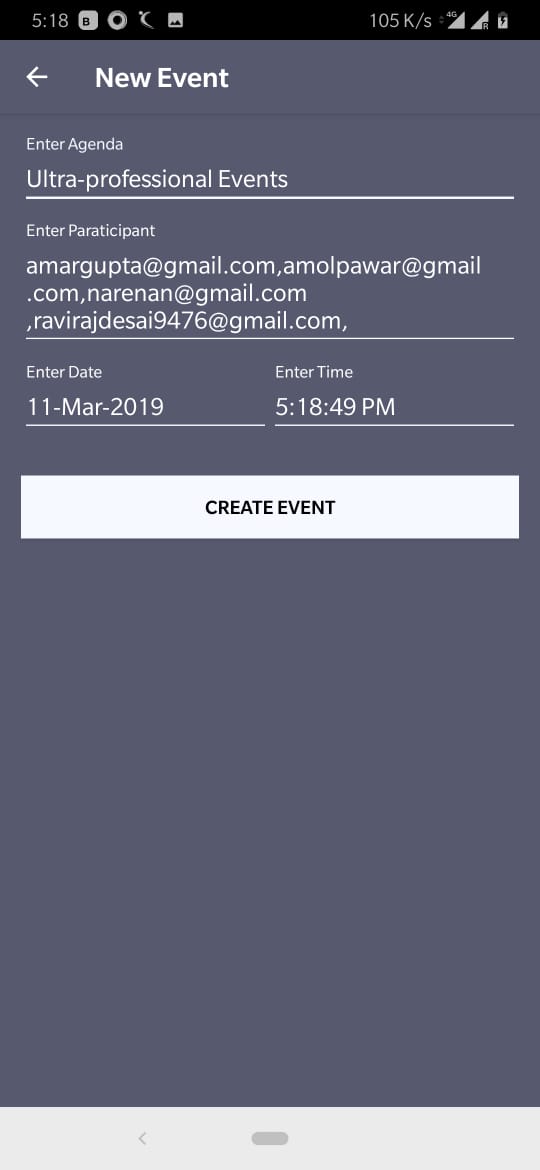 5:18 B 105 K/s 4G R
New Event
Enter Agenda
Ultra-professional Events
Enter Paraticipant
amargupta@gmail.com,amolpawar@gmail
.com,narenan@gmail.com
,ravirajdesai9476@gmail.com,
Enter Date Enter Time
11-Mar-2019 5:18:49 PM
CREATE EVENT